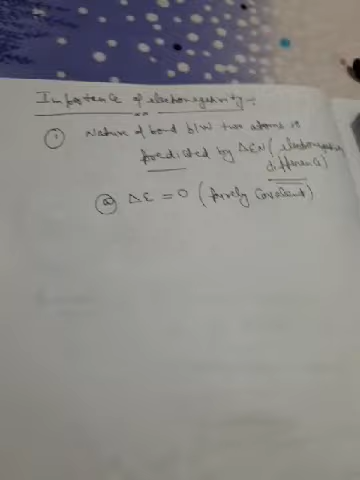 Importance of electronegativity :-
① Nature of bond b/w two atoms is
predicted by ΔEN ( electronegativity
difference)
ⓐ ΔE = 0 ( purely covalent )